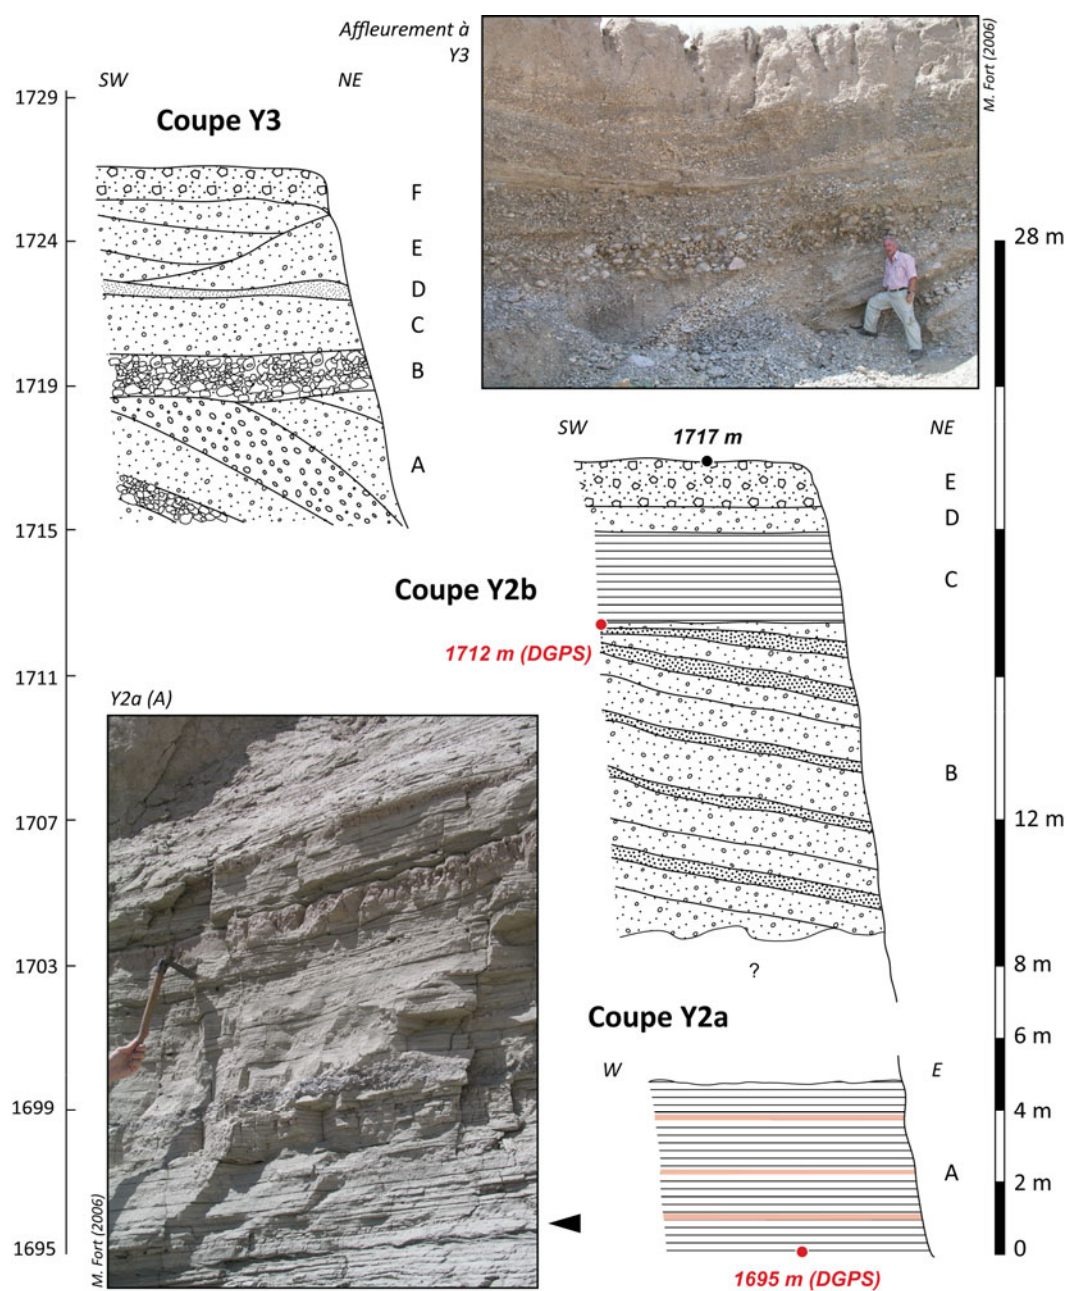 Affleurement à
Y3
M. Fort (2006)
SW
NE
Coupe Y3
1729
1724
1719
1715
1711
1707
1703
1699
1695
F
E
D
C
B
A
28 m
12 m
8 m
6 m
4 m
2 m
0
SW
1717 m
NE
E
D
C
B
Coupe Y2b
1712 m (DGPS)
Y2a (A)
M. Fort (2006)
?
Coupe Y2a
W
E
A
1695 m (DGPS)